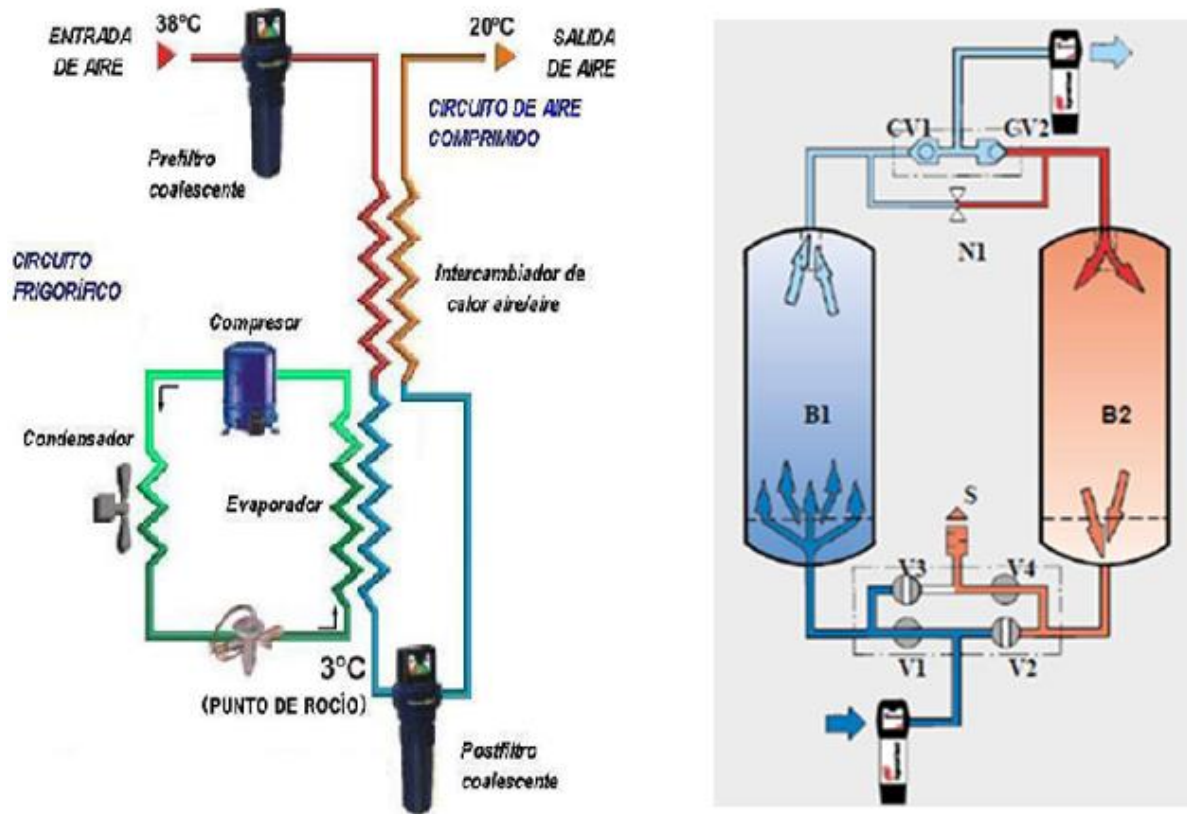 ENTRADA
DE AIRE
38ºC
20ºC
SALIDA
DE AIRE
CIRCUITO DE AIRE
COMPRIMIDO
Prefiltro
coalescente
CIRCUITO
FRIGORÍFICO
Intercambiador de
calor aire/aire
Compresor
Condensador
Evaporador
3ºC
(PUNTO DE ROCÍO)
Postfiltro
coalescente
CV1
CV2
N1
B1
B2
S
V3
V4
V1
V2